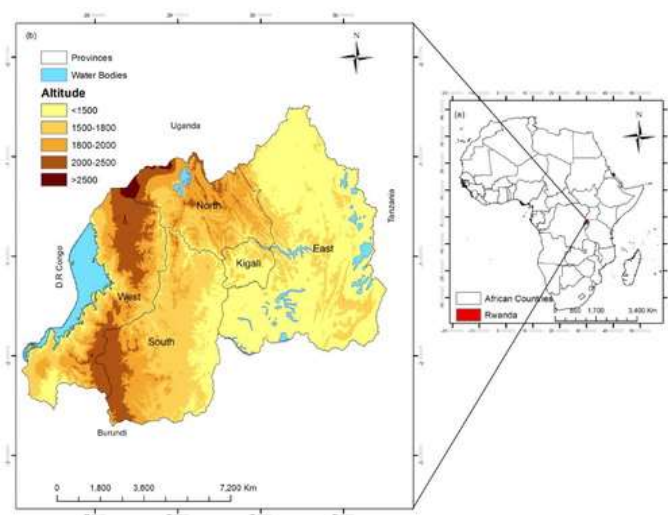 (b)
N
Provinces
Water Bodies
Altitude
<1500
1500-1800
1800-2000
2000-2500
>2500
Uganda
North
Tanzania
East
Kigali
D.R Congo
West
South
Burundi
0 1,800 3,600 7,200 Km
(a)
N
African Countries
Rwanda
0 850 1,700 3,400 Km